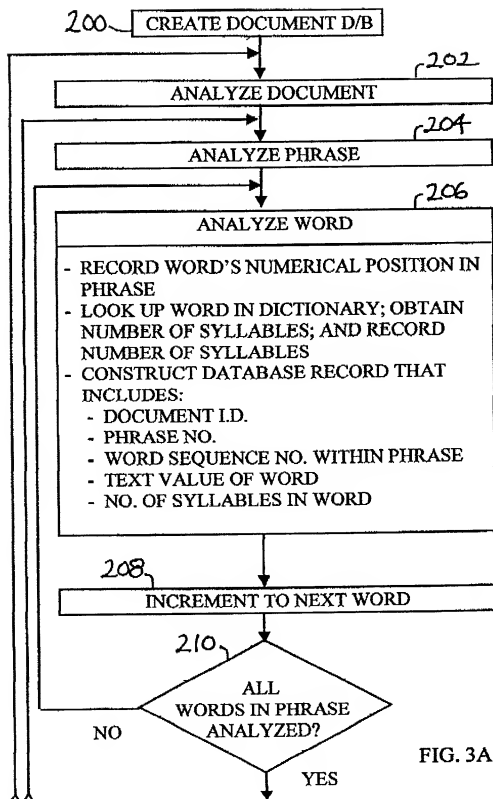 200 CREATE DOCUMENT D/B
202
ANALYZE DOCUMENT
204
ANALYZE PHRASE
206
ANALYZE WORD
- RECORD WORD'S NUMERICAL POSITION IN
PHRASE
- LOOK UP WORD IN DICTIONARY; OBTAIN
NUMBER OF SYLLABLES; AND RECORD
NUMBER OF SYLLABLES
- CONSTRUCT DATABASE RECORD THAT
INCLUDES:
- DOCUMENT I.D.
- PHRASE NO.
- WORD SEQUENCE NO. WITHIN PHRASE
- TEXT VALUE OF WORD
- NO. OF SYLLABLES IN WORD
208
INCREMENT TO NEXT WORD
210
ALL
WORDS IN PHRASE
ANALYZED?
NO
YES
FIG. 3A